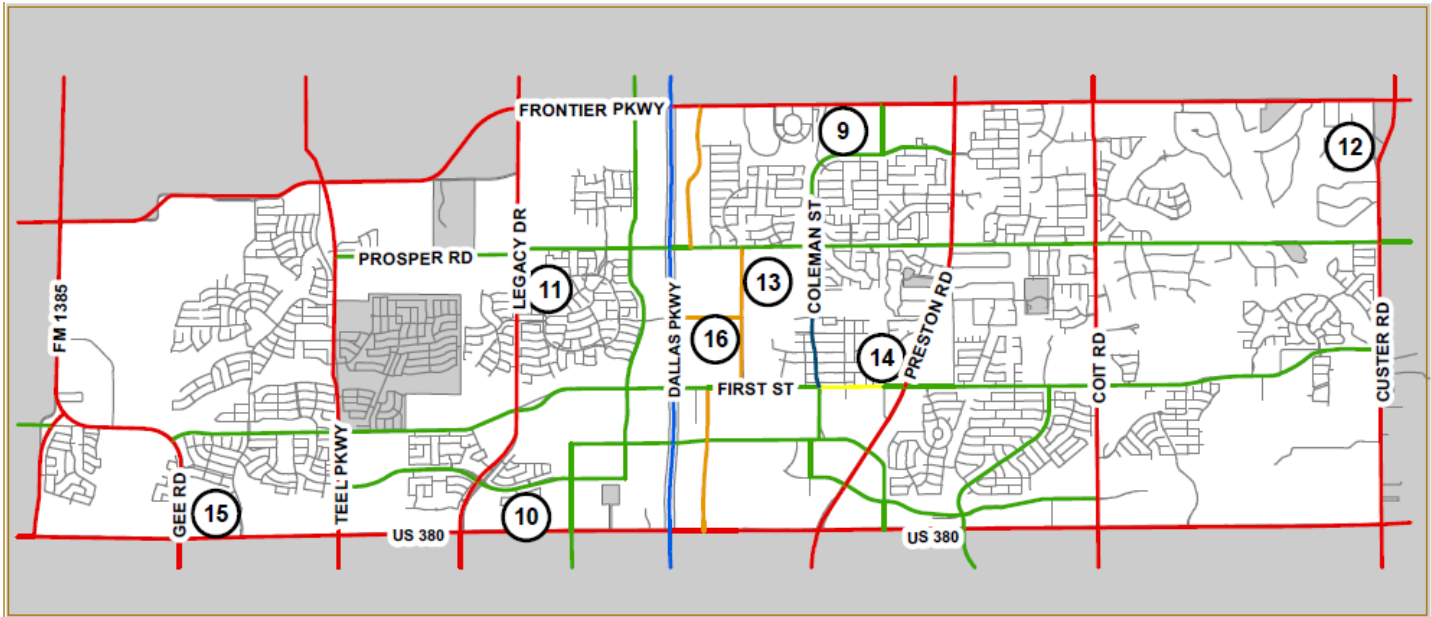 FRONTIER PKWY
9
12
PROSPER RD
LEGACY DR
11
FM 1385
DALLAS PKWY
13
16
COLEMAN ST
14
PRESTON RD
FIRST ST
COIT RD
CUSTER RD
TEEL PKWY
GEE RD
15
10
US 380
US 380